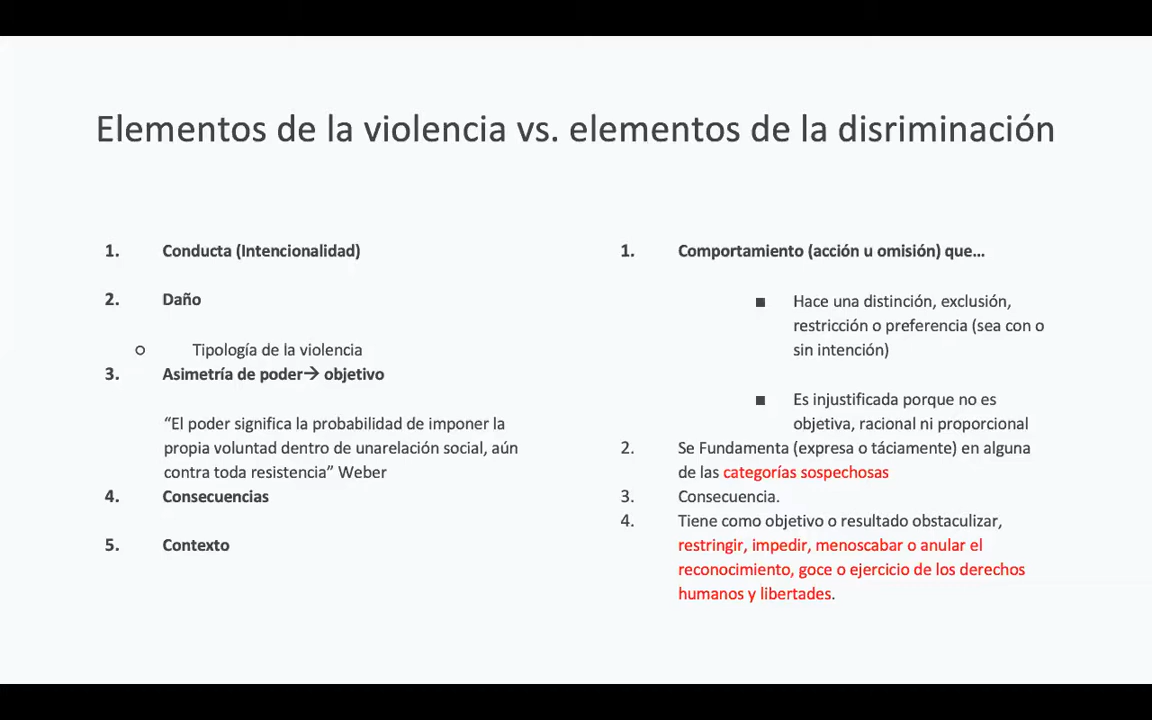 Elementos de la violencia vs. elementos de la disriminación
1. Conducta (Intencionalidad)
2. Daño
○ Tipología de la violencia
3. Asimetría de poder→ objetivo
“El poder significa la probabilidad de imponer la
propia voluntad dentro de unarelación social, aún
contra toda resistencia” Weber
4. Consecuencias
5. Contexto
1. Comportamiento (acción u omisión) que...
■ Hace una distinción, exclusión,
restricción o preferencia (sea con o
sin intención)
■ Es injustificada porque no es
objetiva, racional ni proporcional
2. Se Fundamenta (expresa o táciamente) en alguna
de las categorías sospechosas
3. Consecuencia.
4. Tiene como objetivo o resultado obstaculizar,
restringir, impedir, menoscabar o anular el
reconocimiento, goce o ejercicio de los derechos
humanos y libertades.